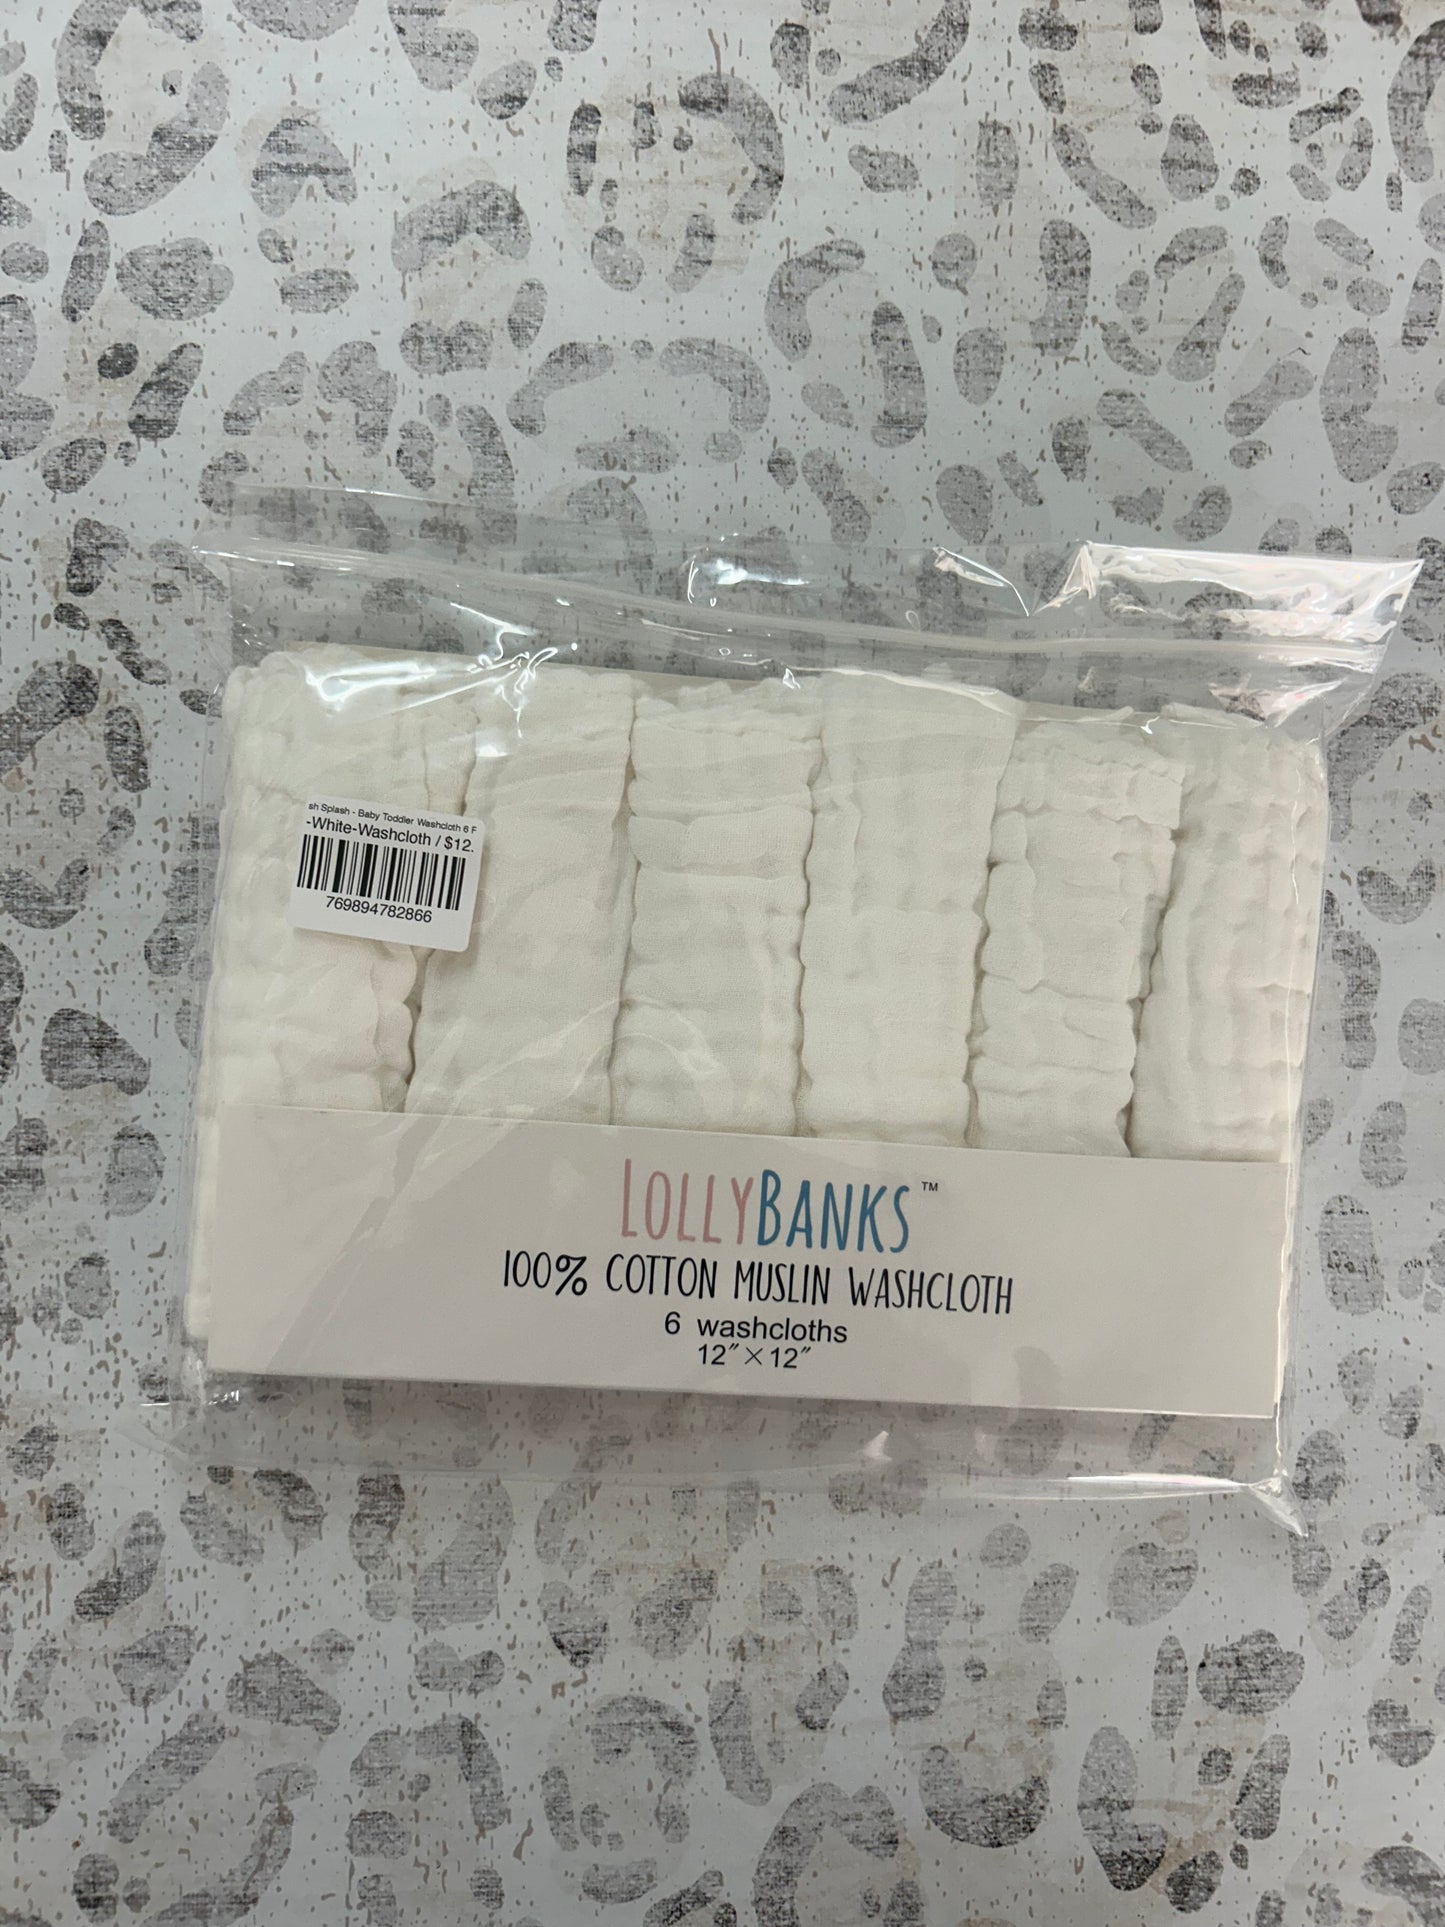 sh Splash - Baby Toddler Washcloth 6 P
-White-Washcloth / $12.
769894782866
LOLLYBANKS™
100% COTTON MUSLIN WASHCLOTH
6 washcloths
12″×12″